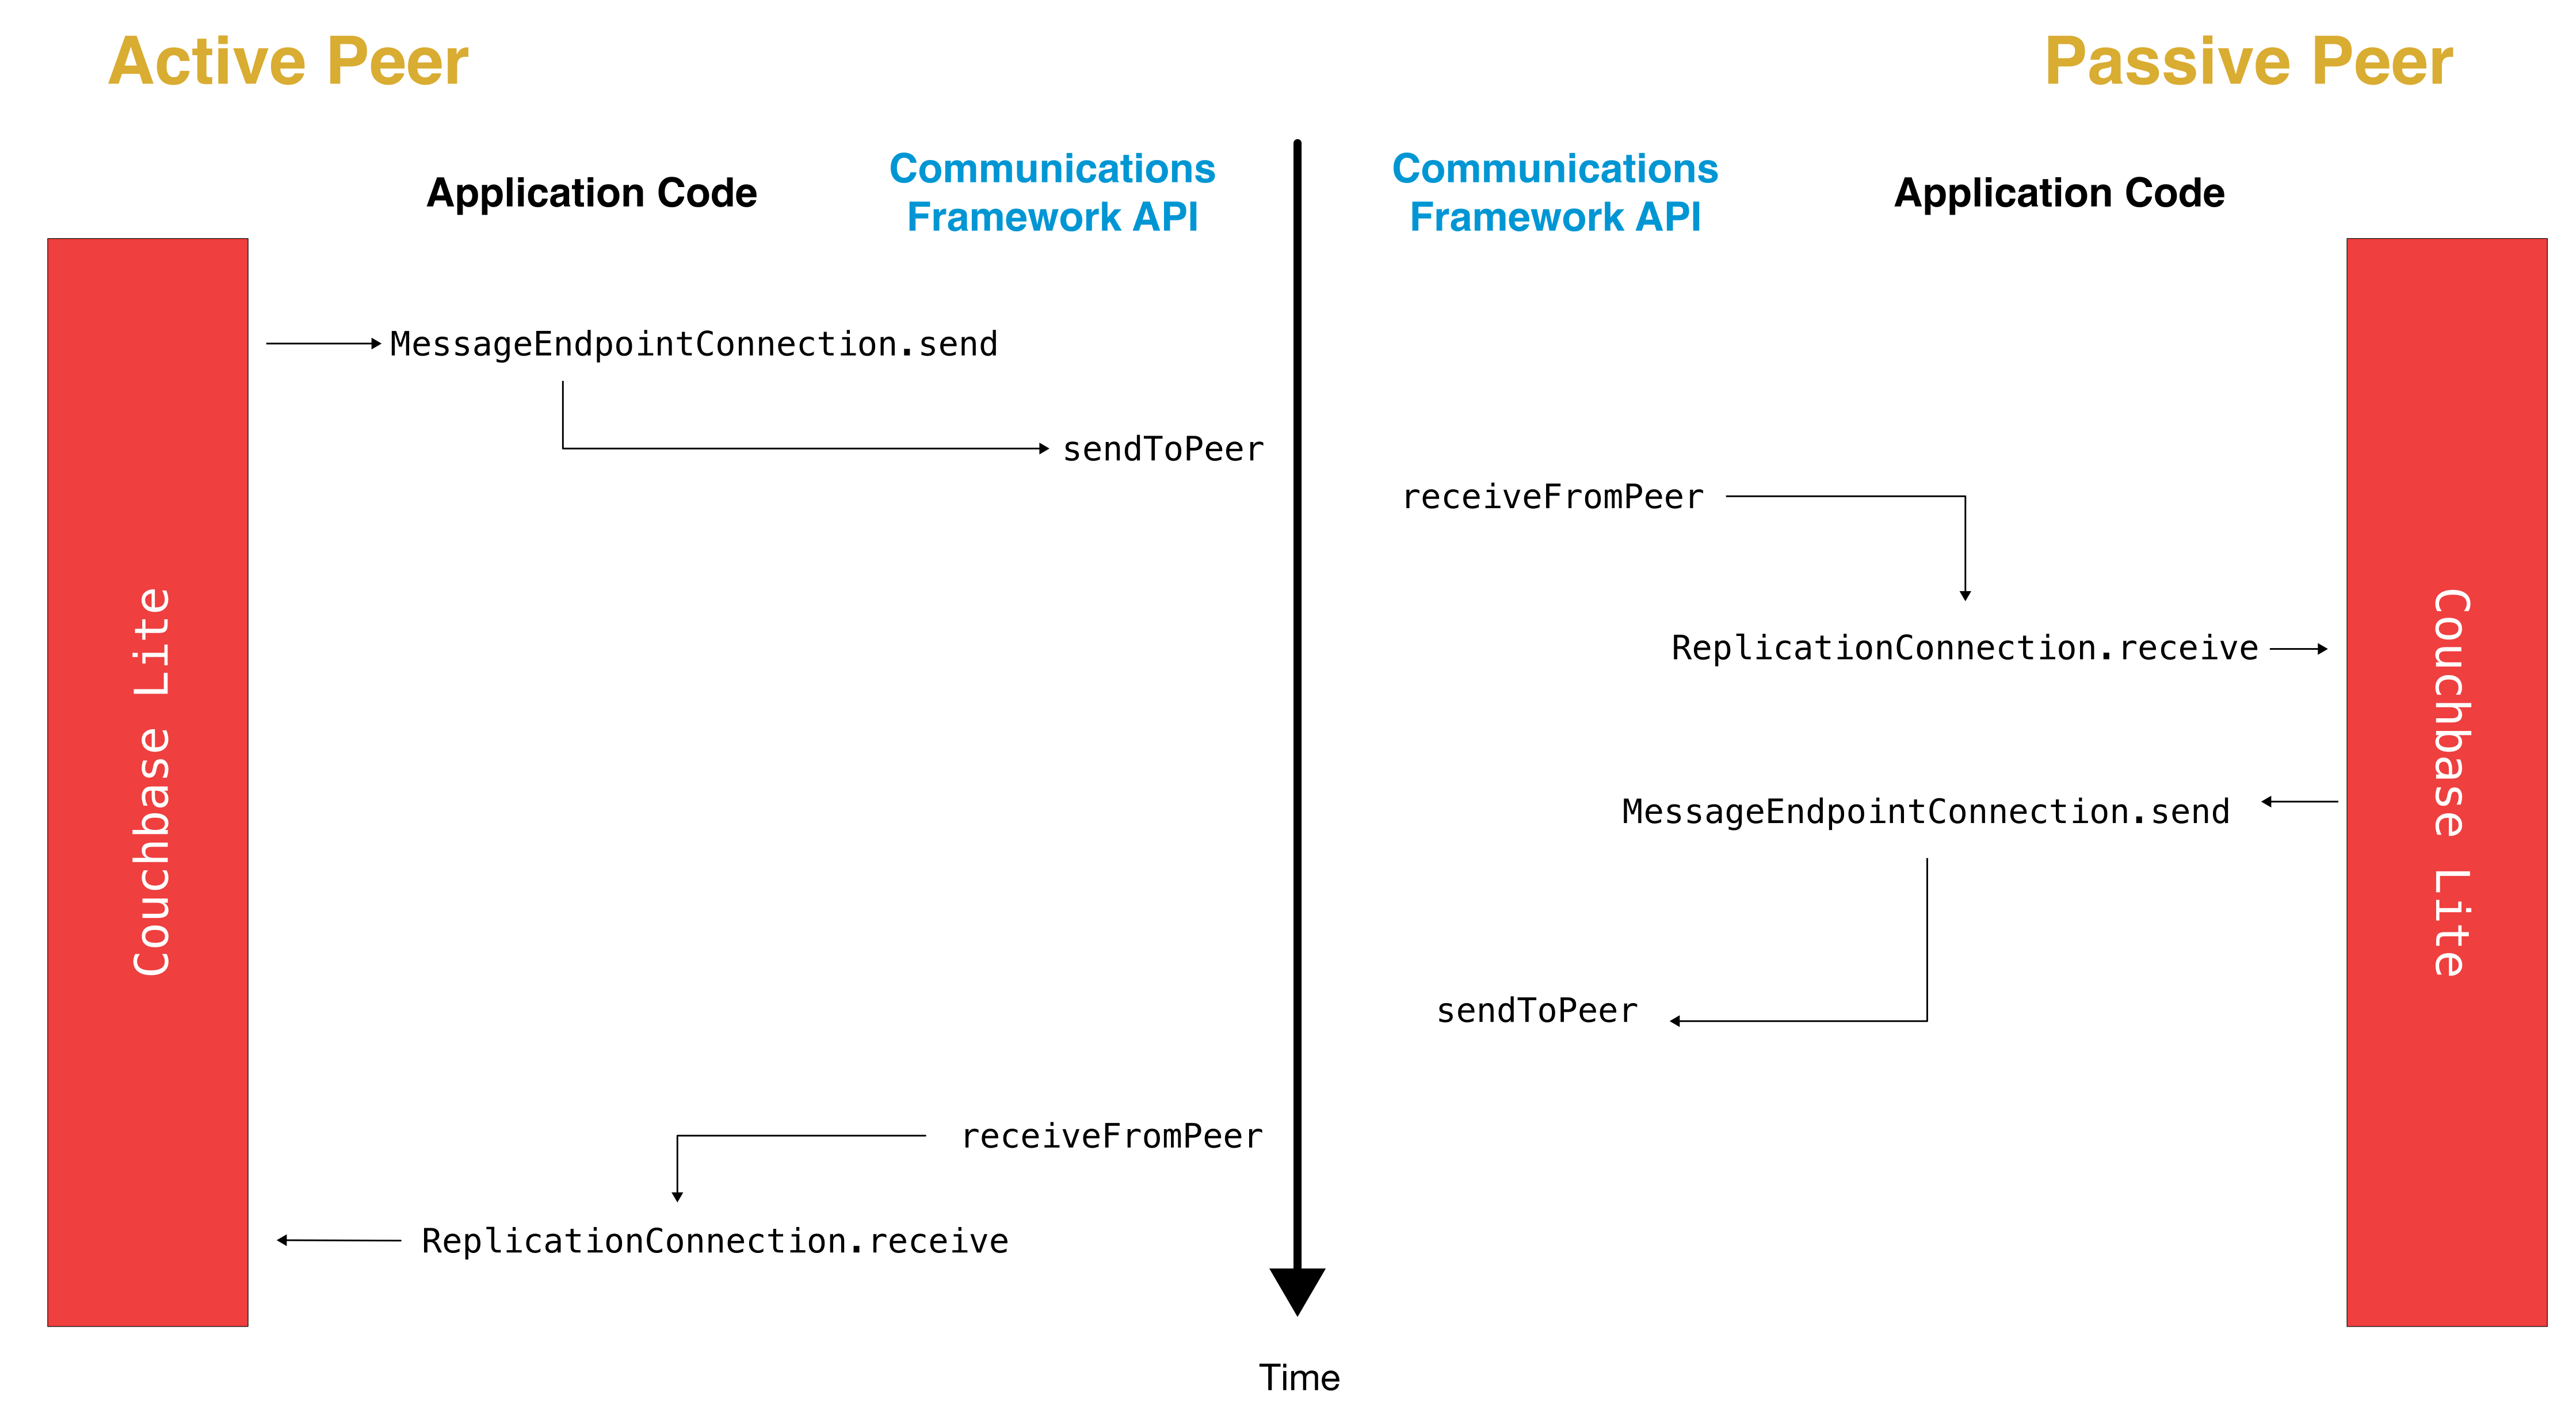 Active Peer
Passive Peer
Application Code
Communications
Framework API
Communications
Framework API
Application Code
MessageEndpointConnection.send
sendToPeer
receiveFromPeer
ReplicationConnection.receive
MessageEndpointConnection.send
sendToPeer
receiveFromPeer
ReplicationConnection.receive
Couchbase Lite
Couchbase Lite
Time